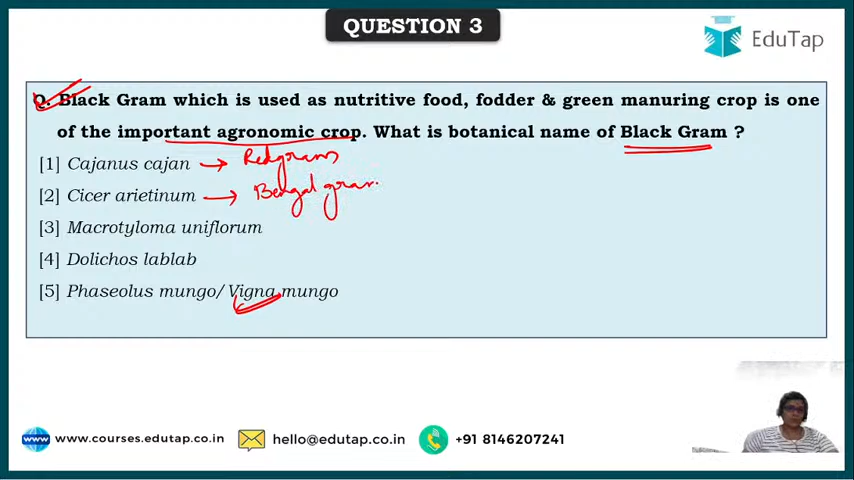 QUESTION 3
EduTap
Q. Black Gram which is used as nutritive food, fodder & green manuring crop is one
of the important agronomic crop. What is botanical name of Black Gram ?
[1] Cajanus cajan → Redgram
[2] Cicer arietinum → Bengal gram
[3] Macrotyloma uniflorum
[4] Dolichos lablab
[5] Phaseolus mungo/Vigna mungo
www www.courses.edutap.co.in hello@edutap.co.in +91 8146207241